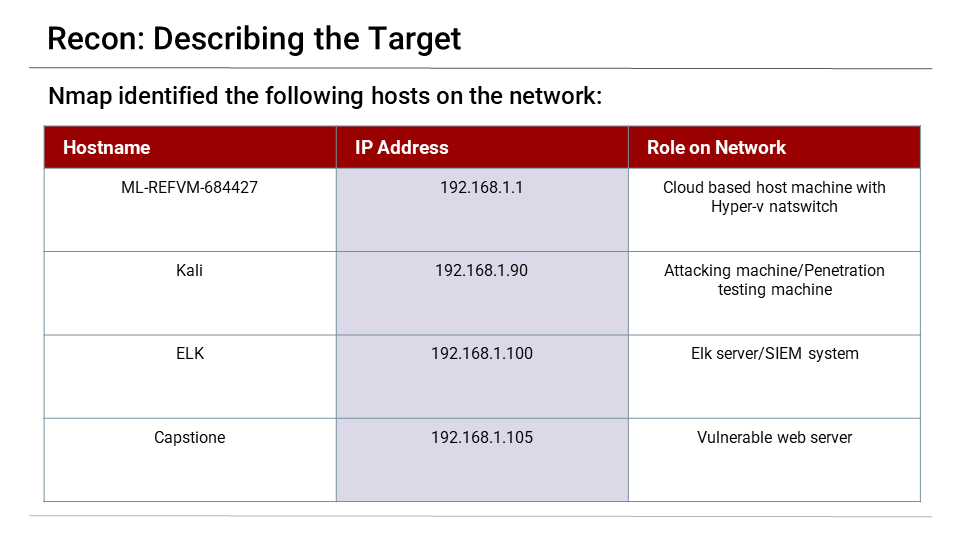 Recon: Describing the Target
Nmap identified the following hosts on the network:
Hostname IP Address Role on Network
ML-REFVM-684427 192.168.1.1 Cloud based host machine with
Hyper-v natswitch
Kali 192.168.1.90 Attacking machine/Penetration
testing machine
ELK 192.168.1.100 Elk server/SIEM system
Capstione 192.168.1.105 Vulnerable web server